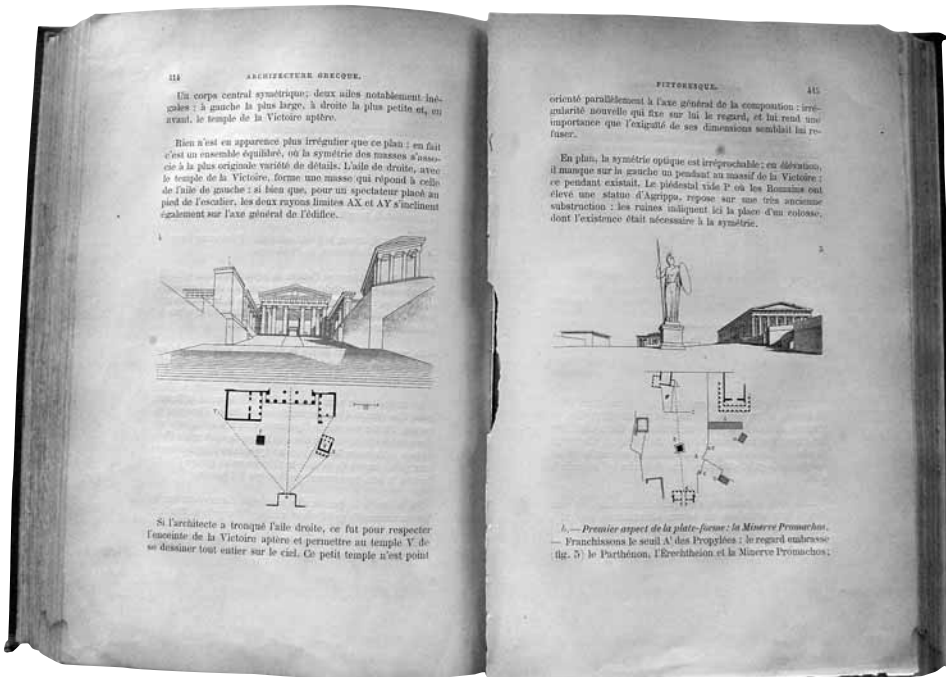 414 ARCHITECTURE GRECQUE.
Un corps central symétrique; deux ailes notablement iné-
gales : à gauche la plus large, à droite la plus petite et, en
avant, le temple de la Victoire aptère.
Rien n'est en apparence plus irrégulier que ce plan : en fait
c'est un ensemble équilibré, où la symétrie des masses s'asso-
cie à la plus originale variété de détails. L'aile de droite, avec
le temple de la Victoire, forme une masse qui répond à celle
de l'aile de gauche : si bien que, pour un spectateur placé au
pied de l'escalier, les deux rayons limites AX et AY s'inclinent
également sur l'axe général de l'édifice.
Si l'architecte a tronqué l'aile droite, ce fut pour respecter
l'enceinte de la Victoire aptère et permettre au temple V de
se dessiner tout entier sur le ciel. Ce petit temple n'est point
PITTORESQUE. 415
orienté parallèlement à l'axe général de la composition : irré-
gularité nouvelle qui fixe sur lui le regard, et lui rend une
importance que l'exiguïté de ses dimensions semblait lui re-
fuser.
En plan, la symétrie optique est irréprochable; en élévation,
il manque sur la gauche un pendant au massif de la Victoire :
ce pendant existait. Le piédestal vide P où les Romains ont
élevé une statue d'Agrippa, repose sur une très ancienne
substruction : les ruines indiquent ici la place d'un colosse,
dont l'existence était nécessaire à la symétrie.
5
b. — Premier aspect de la plate-forme : la Minerve Promachos.
— Franchissons le seuil A' des Propylées : le regard embrasse
(fig. 5) le Parthénon, l'Érechtheion et la Minerve Promachos;